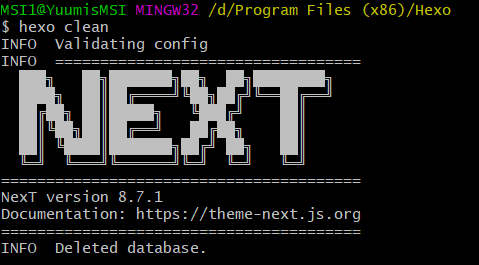 MSI1@YuumisMSI MINGW32 /d/Program Files (x86)/Hexo
$ hexo clean
INFO  Validating config
INFO  ==================================
NEXT
========================================
NexT version 8.7.1
Documentation: https://theme-next.js.org
========================================
INFO  Deleted database.